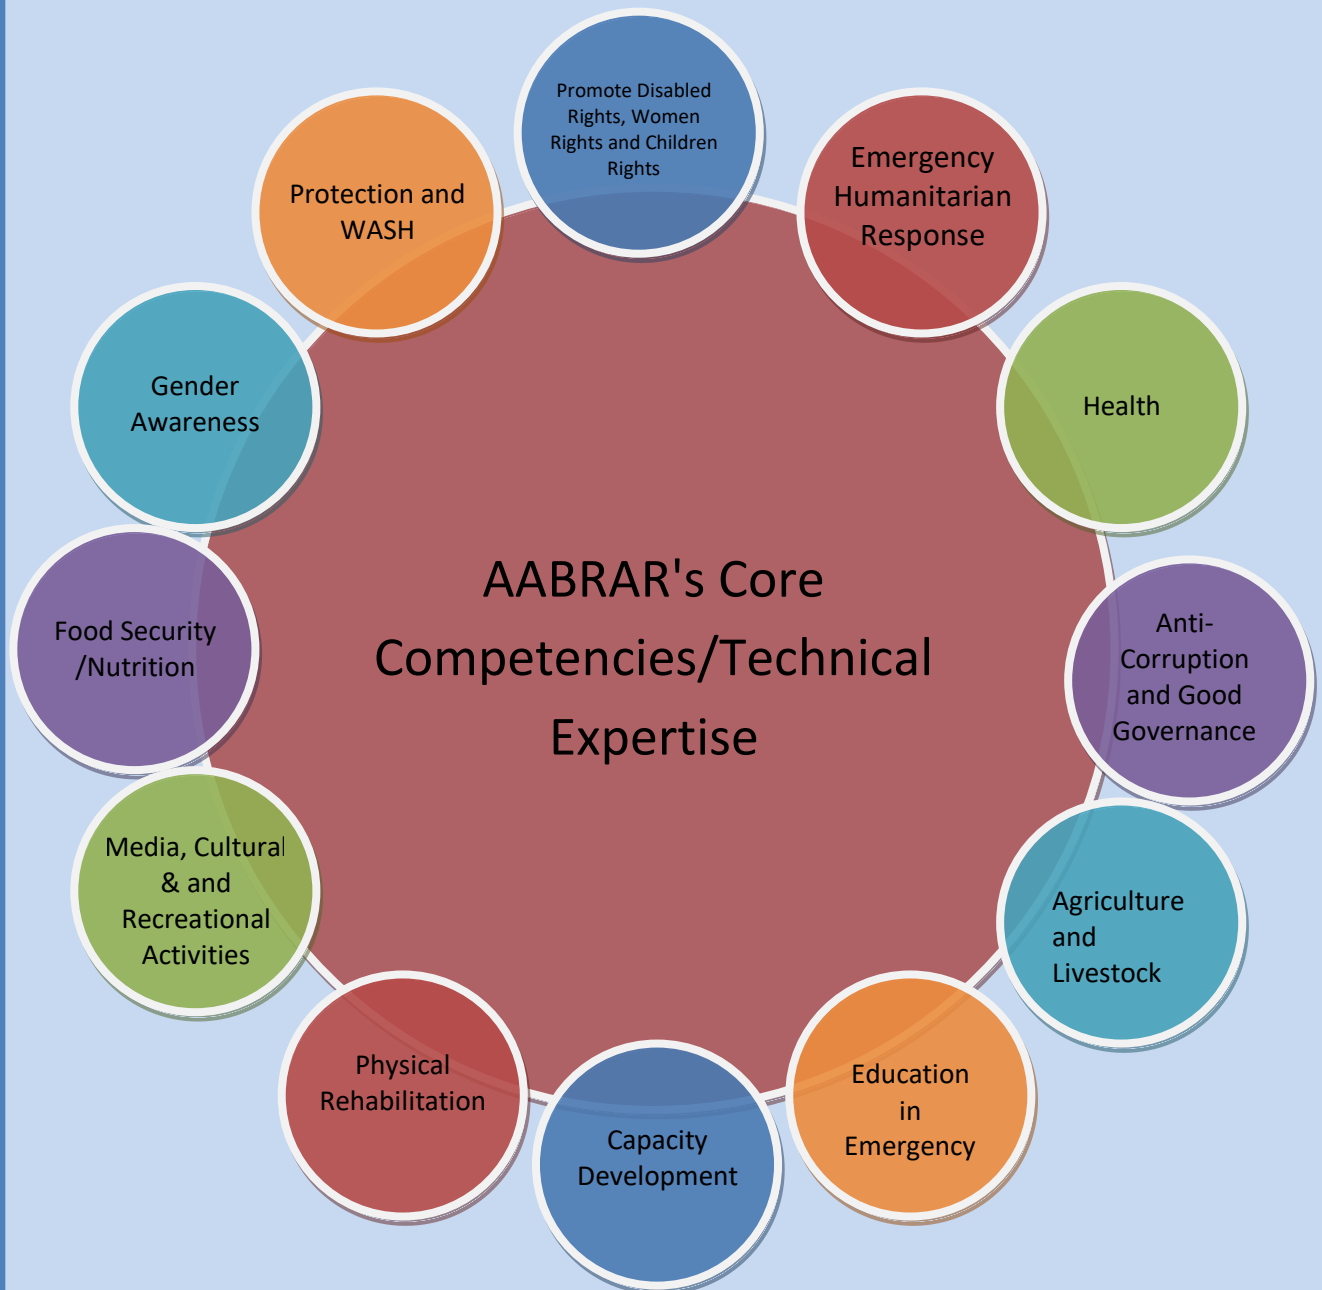 Promote Disabled
Rights, Women
Rights and Children
Rights
Emergency
Humanitarian
Response
Health
Anti-
Corruption
and Good
Governance
Agriculture
and
Livestock
Education
in
Emergency
Capacity
Development
Physical
Rehabilitation
Media, Cultural
& and
Recreational
Activities
Food Security
/Nutrition
Gender
Awareness
Protection and
WASH
AABRAR's Core
Competencies/Technical
Expertise